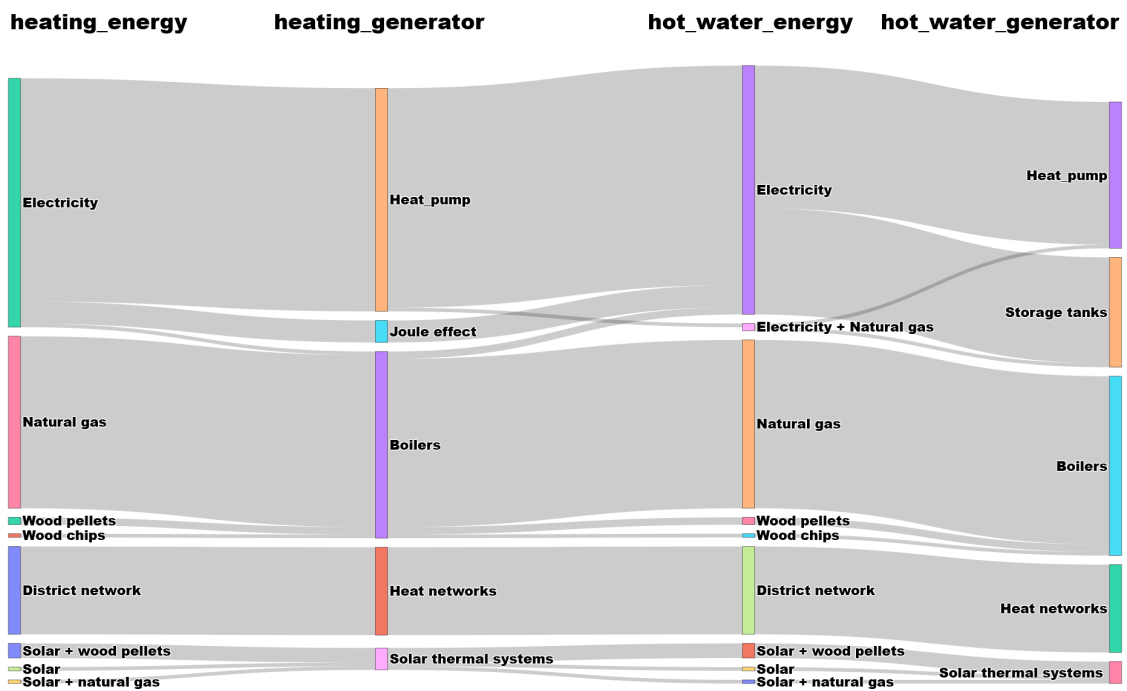 heating_energy
heating_generator
hot_water_energy
hot_water_generator
Electricity
Natural gas
Wood pellets
Wood chips
District network
Solar + wood pellets
Solar
Solar + natural gas
Heat_pump
Joule effect
Boilers
Heat networks
Solar thermal systems
Electricity
Electricity + Natural gas
Natural gas
Wood pellets
Wood chips
District network
Solar + wood pellets
Solar
Solar + natural gas
Heat_pump
Storage tanks
Boilers
Heat networks
Solar thermal systems